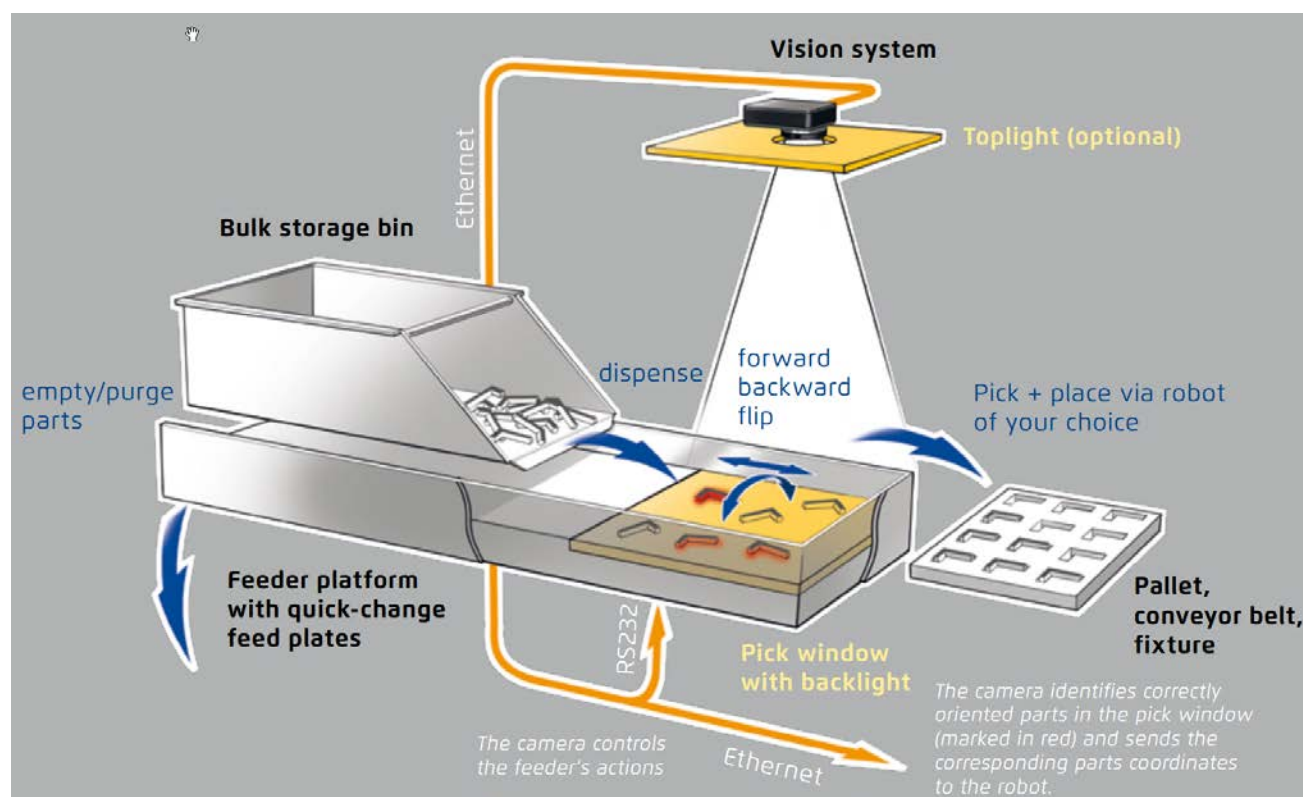 Vision system
Toplight (optional)
Ethernet
Bulk storage bin
empty/purge
parts
dispense
forward
backward
flip
Pick + place via robot
of your choice
Feeder platform
with quick-change
feed plates
RS232
Pick window
with backlight
Pallet,
conveyor belt,
fixture
The camera controls
the feeder's actions
Ethernet
The camera identifies correctly
oriented parts in the pick window
(marked in red) and sends the
corresponding parts coordinates
to the robot.